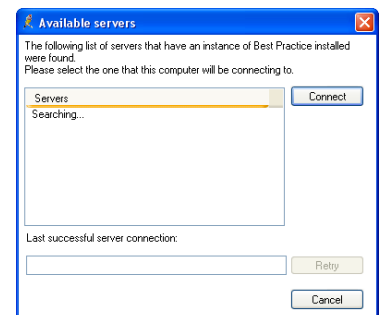 Available servers
The following list of servers that have an instance of Best Practice installed
were found.
Please select the one that this computer will be connecting to.
Servers
Connect
Searching...
Last successful server connection:
Retry
Cancel